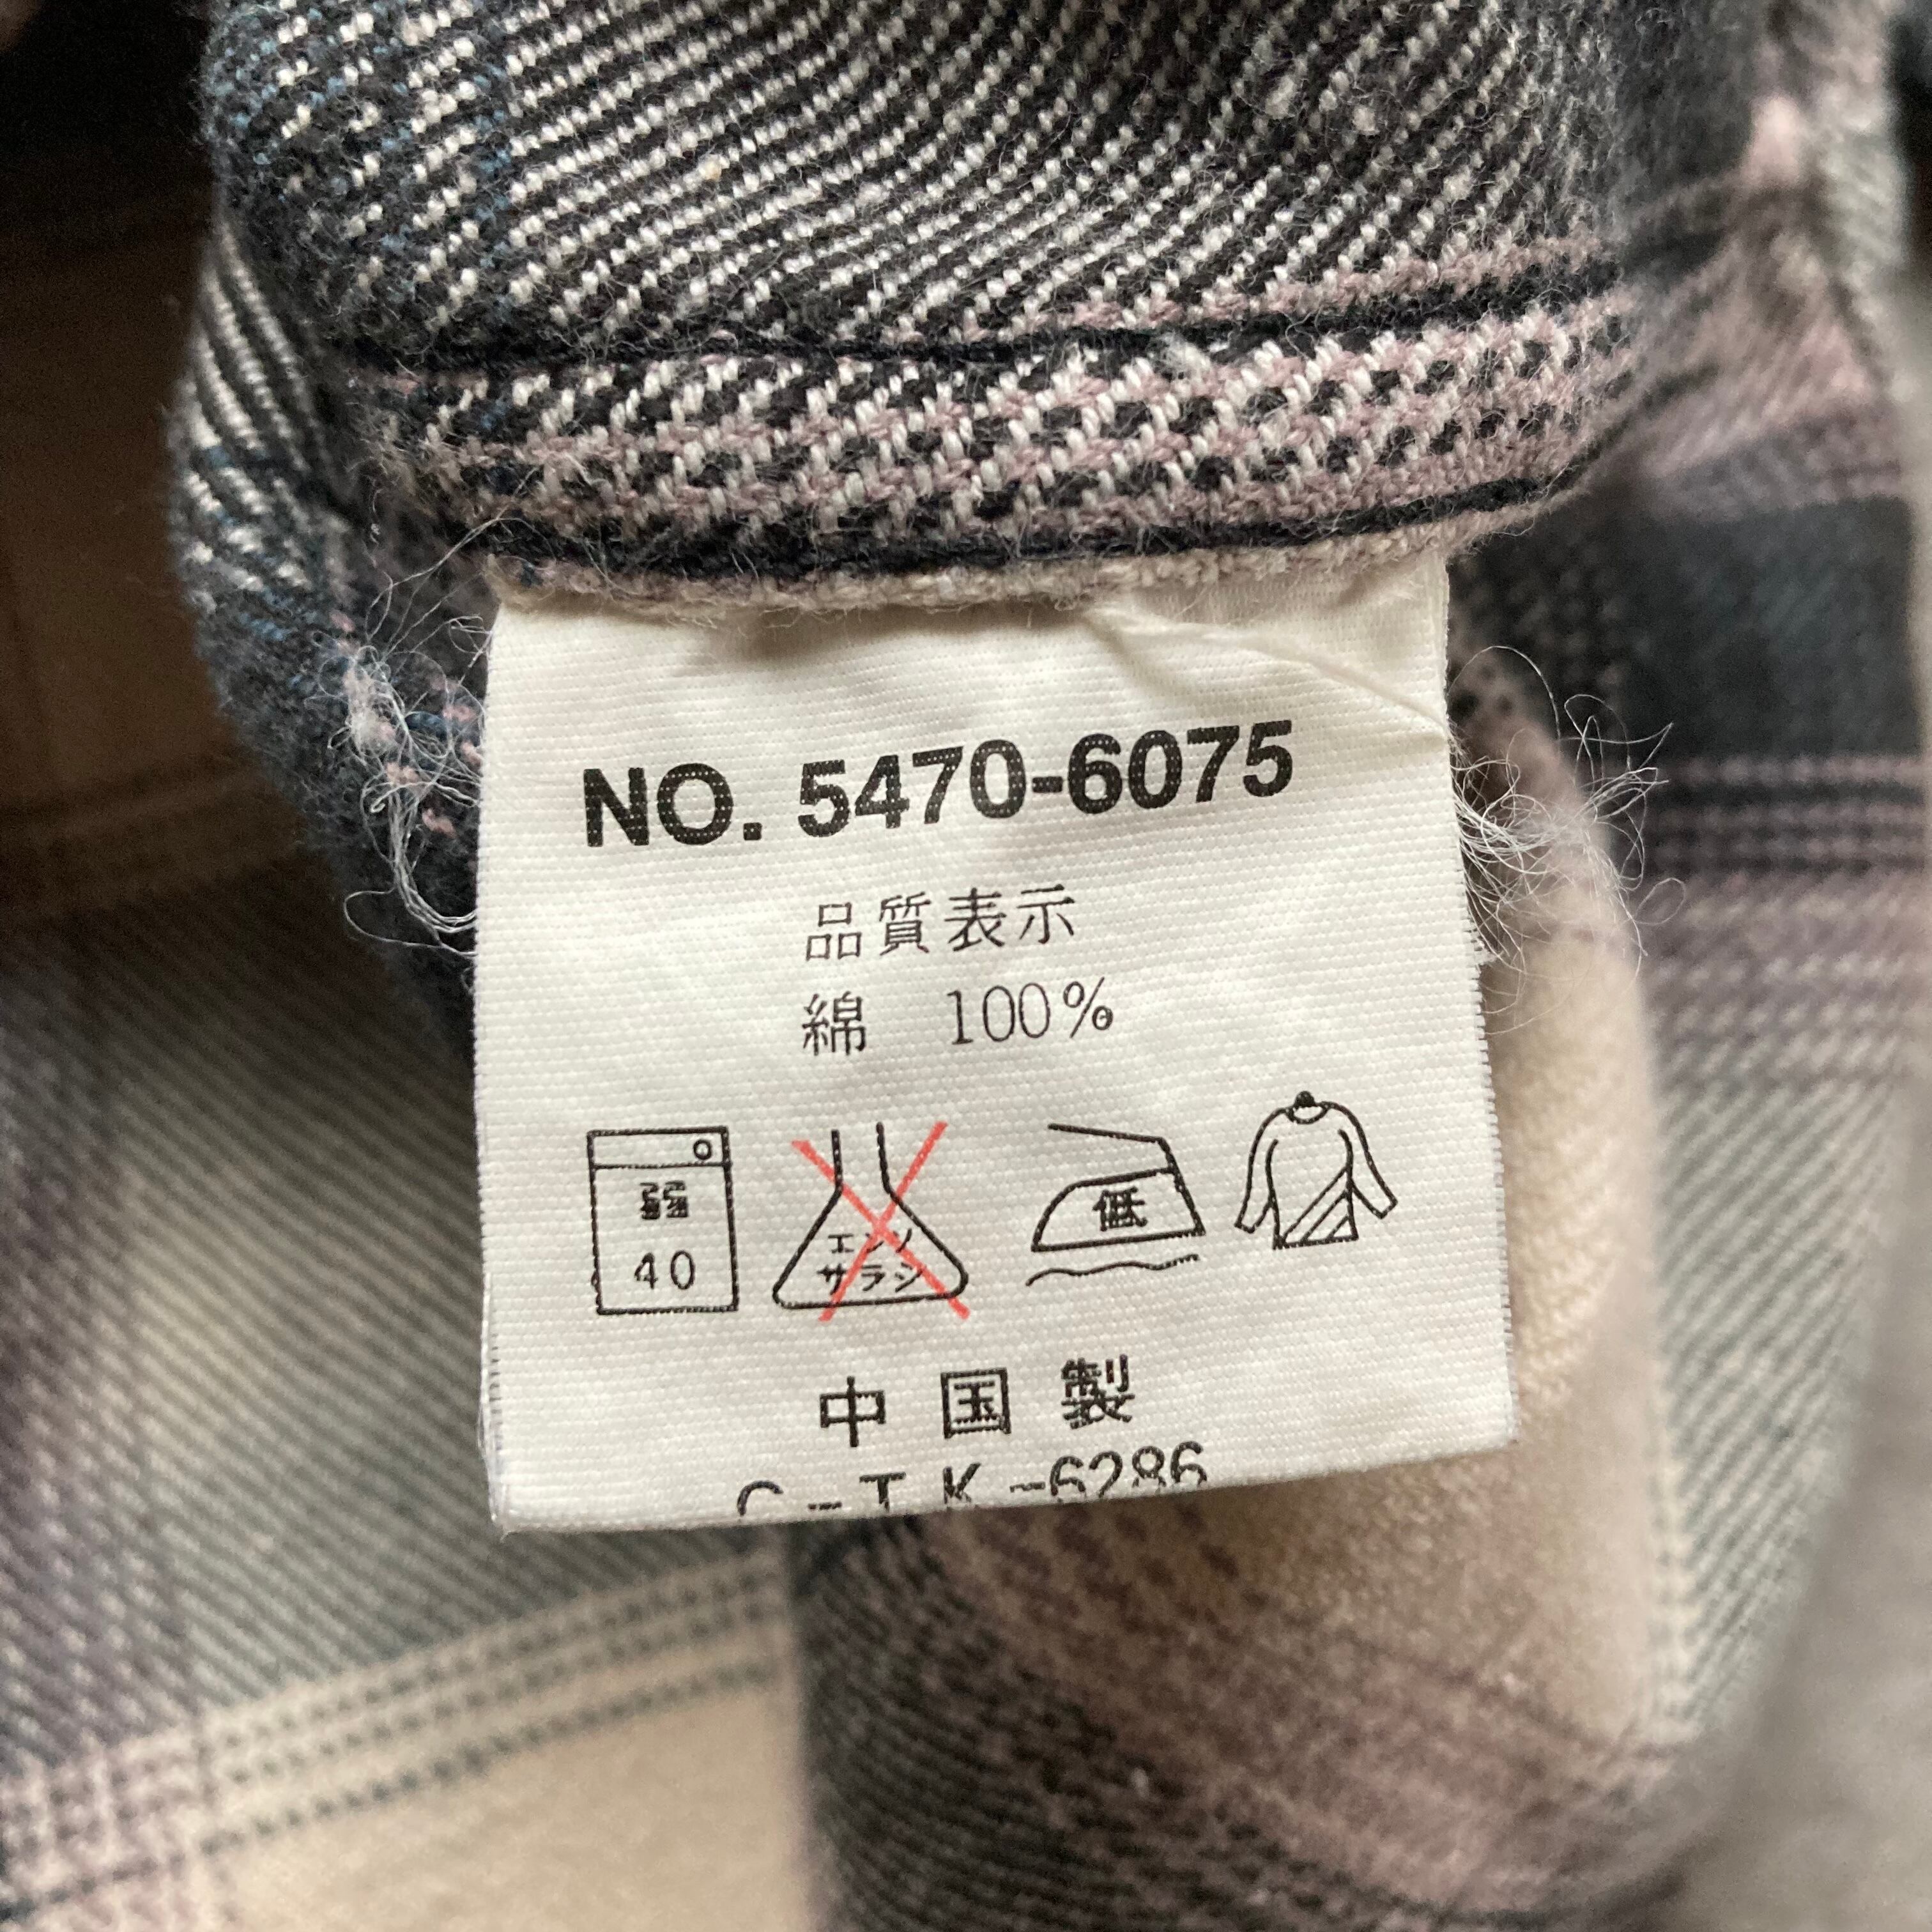 NO. 5470-6075
品質表示
綿 100%
弱
40
エンソ
サラシ
低
中国製
C-T.K-6286